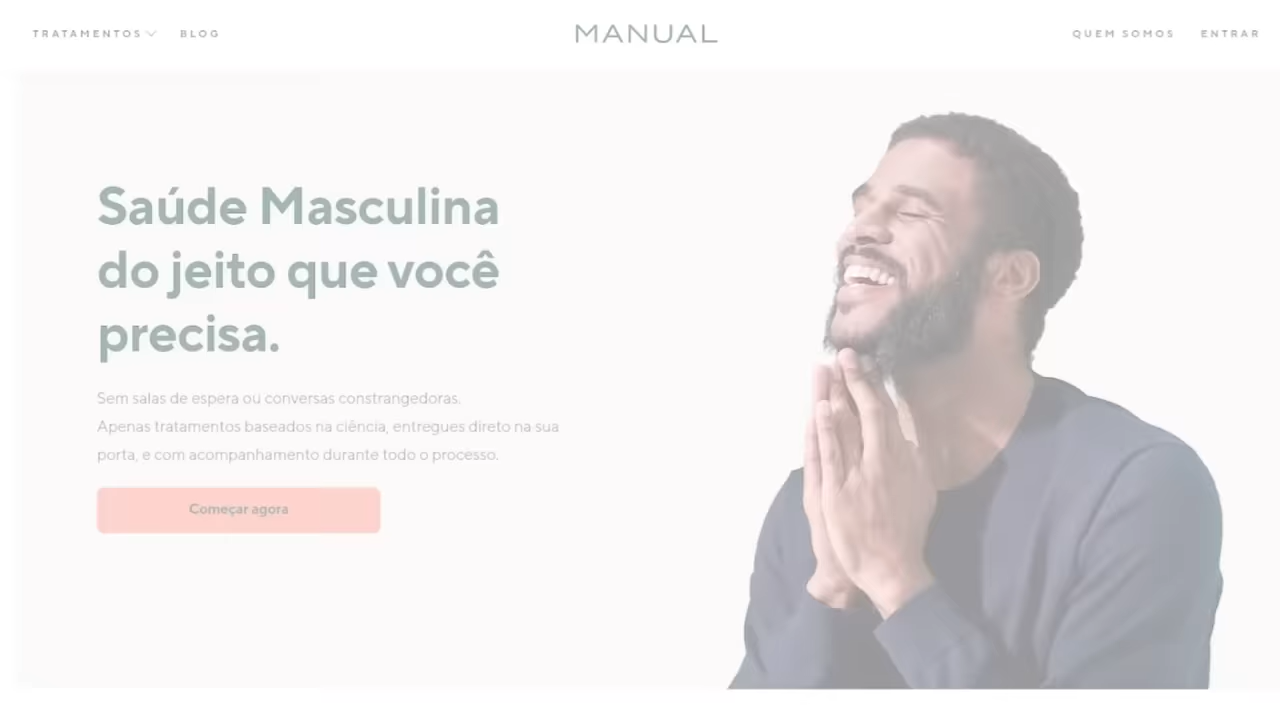 TRATAMENTOS BLOG MANUAL QUEM SOMOS ENTRAR
Saúde Masculina
do jeito que você
precisa.
Sem salas de espera ou conversas constrangedoras.
Apenas tratamentos baseados na ciência, entregues direto na sua
porta, e com acompanhamento durante todo o processo.
Começar agora